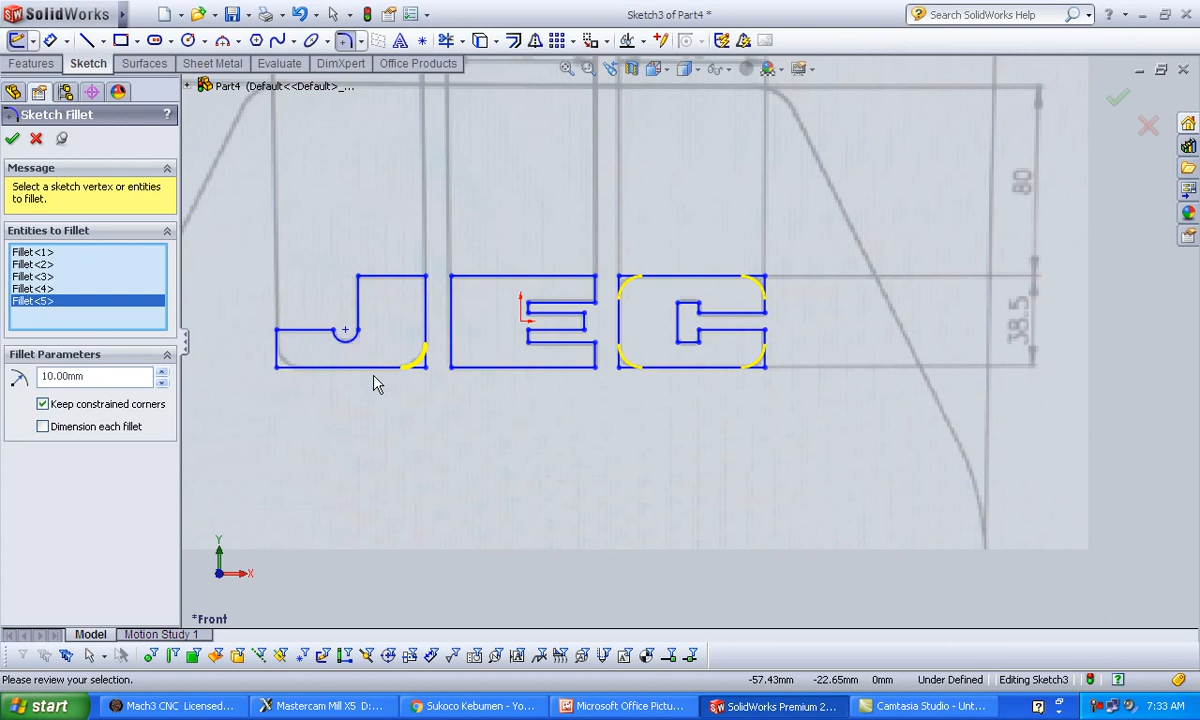 SolidWorks
Sketch3 of Part4 *
Search SolidWorks Help
Features
Sketch
Surfaces
Sheet Metal
Evaluate
DimXpert
Office Products
Part4 (Default<<Default>_...
Sketch Fillet
?
Message
Select a sketch vertex or entities
to fillet.
Entities to Fillet
Fillet<1>
Fillet<2>
Fillet<3>
Fillet<4>
Fillet<5>
Fillet Parameters
10.00mm
Keep constrained corners
Dimension each fillet
JEC
80
38.5
Y
X
*Front
Model
Motion Study 1
Please review your selection.
-57.43mm
-22.65mm
0mm
Under Defined
Editing Sketch3
start
Mach3 CNC Licensed...
Mastercam Mill X5 D:...
Sukoco Kebumen - Yo...
Microsoft Office Pictu...
SolidWorks Premium 2...
Camtasia Studio - Unt...
7:33 AM